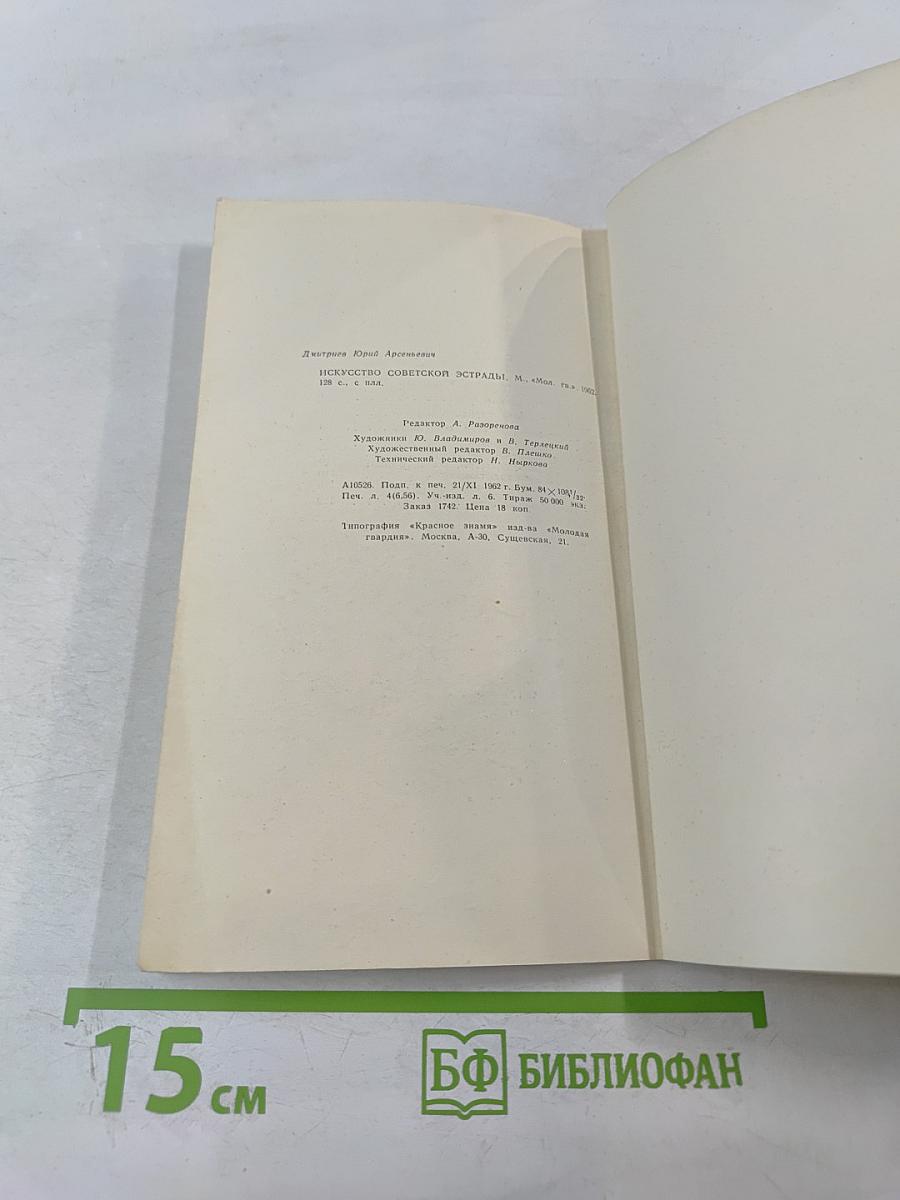 Дмитриев Юрий Арсеньевич
ИСКУССТВО СОВЕТСКОЙ ЭСТРАДЫ. М., «Мол. гв.», 1962.
128 с., с илл.
Редактор А. Разоренова
Художники Ю. Владимиров и В. Терлецкий
Художественный редактор В. Плешко
Технический редактор Н. Ныркова
А10526. Подп. к печ. 21/XI 1962 г. Бум. 84×108 1/32.
Печ. л. 4(6,56). Уч.-изд. л. 6. Тираж 50 000 экз.
Заказ 1742. Цена 18 коп.
Типография «Красное знамя» изд-ва «Молодая
гвардия». Москва, А-30, Сущевская, 21.
15 см
БФ БИБЛИОФАН